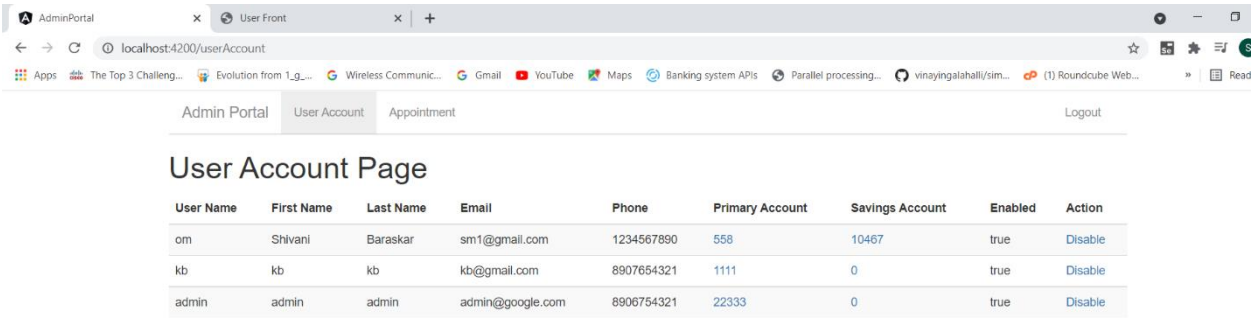 AdminPortal User Front
localhost:4200/userAccount
Apps The Top 3 Challeng... Evolution from 1_g_... Wireless Communic... Gmail YouTube Maps Banking system APIs Parallel processing... vinayingalahalli/sim... (1) Roundcube Web... » Read
Admin Portal User Account Appointment Logout
User Account Page
User Name First Name Last Name Email Phone Primary Account Savings Account Enabled Action
om Shivani Baraskar sm1@gmail.com 1234567890 558 10467 true Disable
kb kb kb kb@gmail.com 8907654321 1111 0 true Disable
admin admin admin admin@google.com 8906754321 22333 0 true Disable